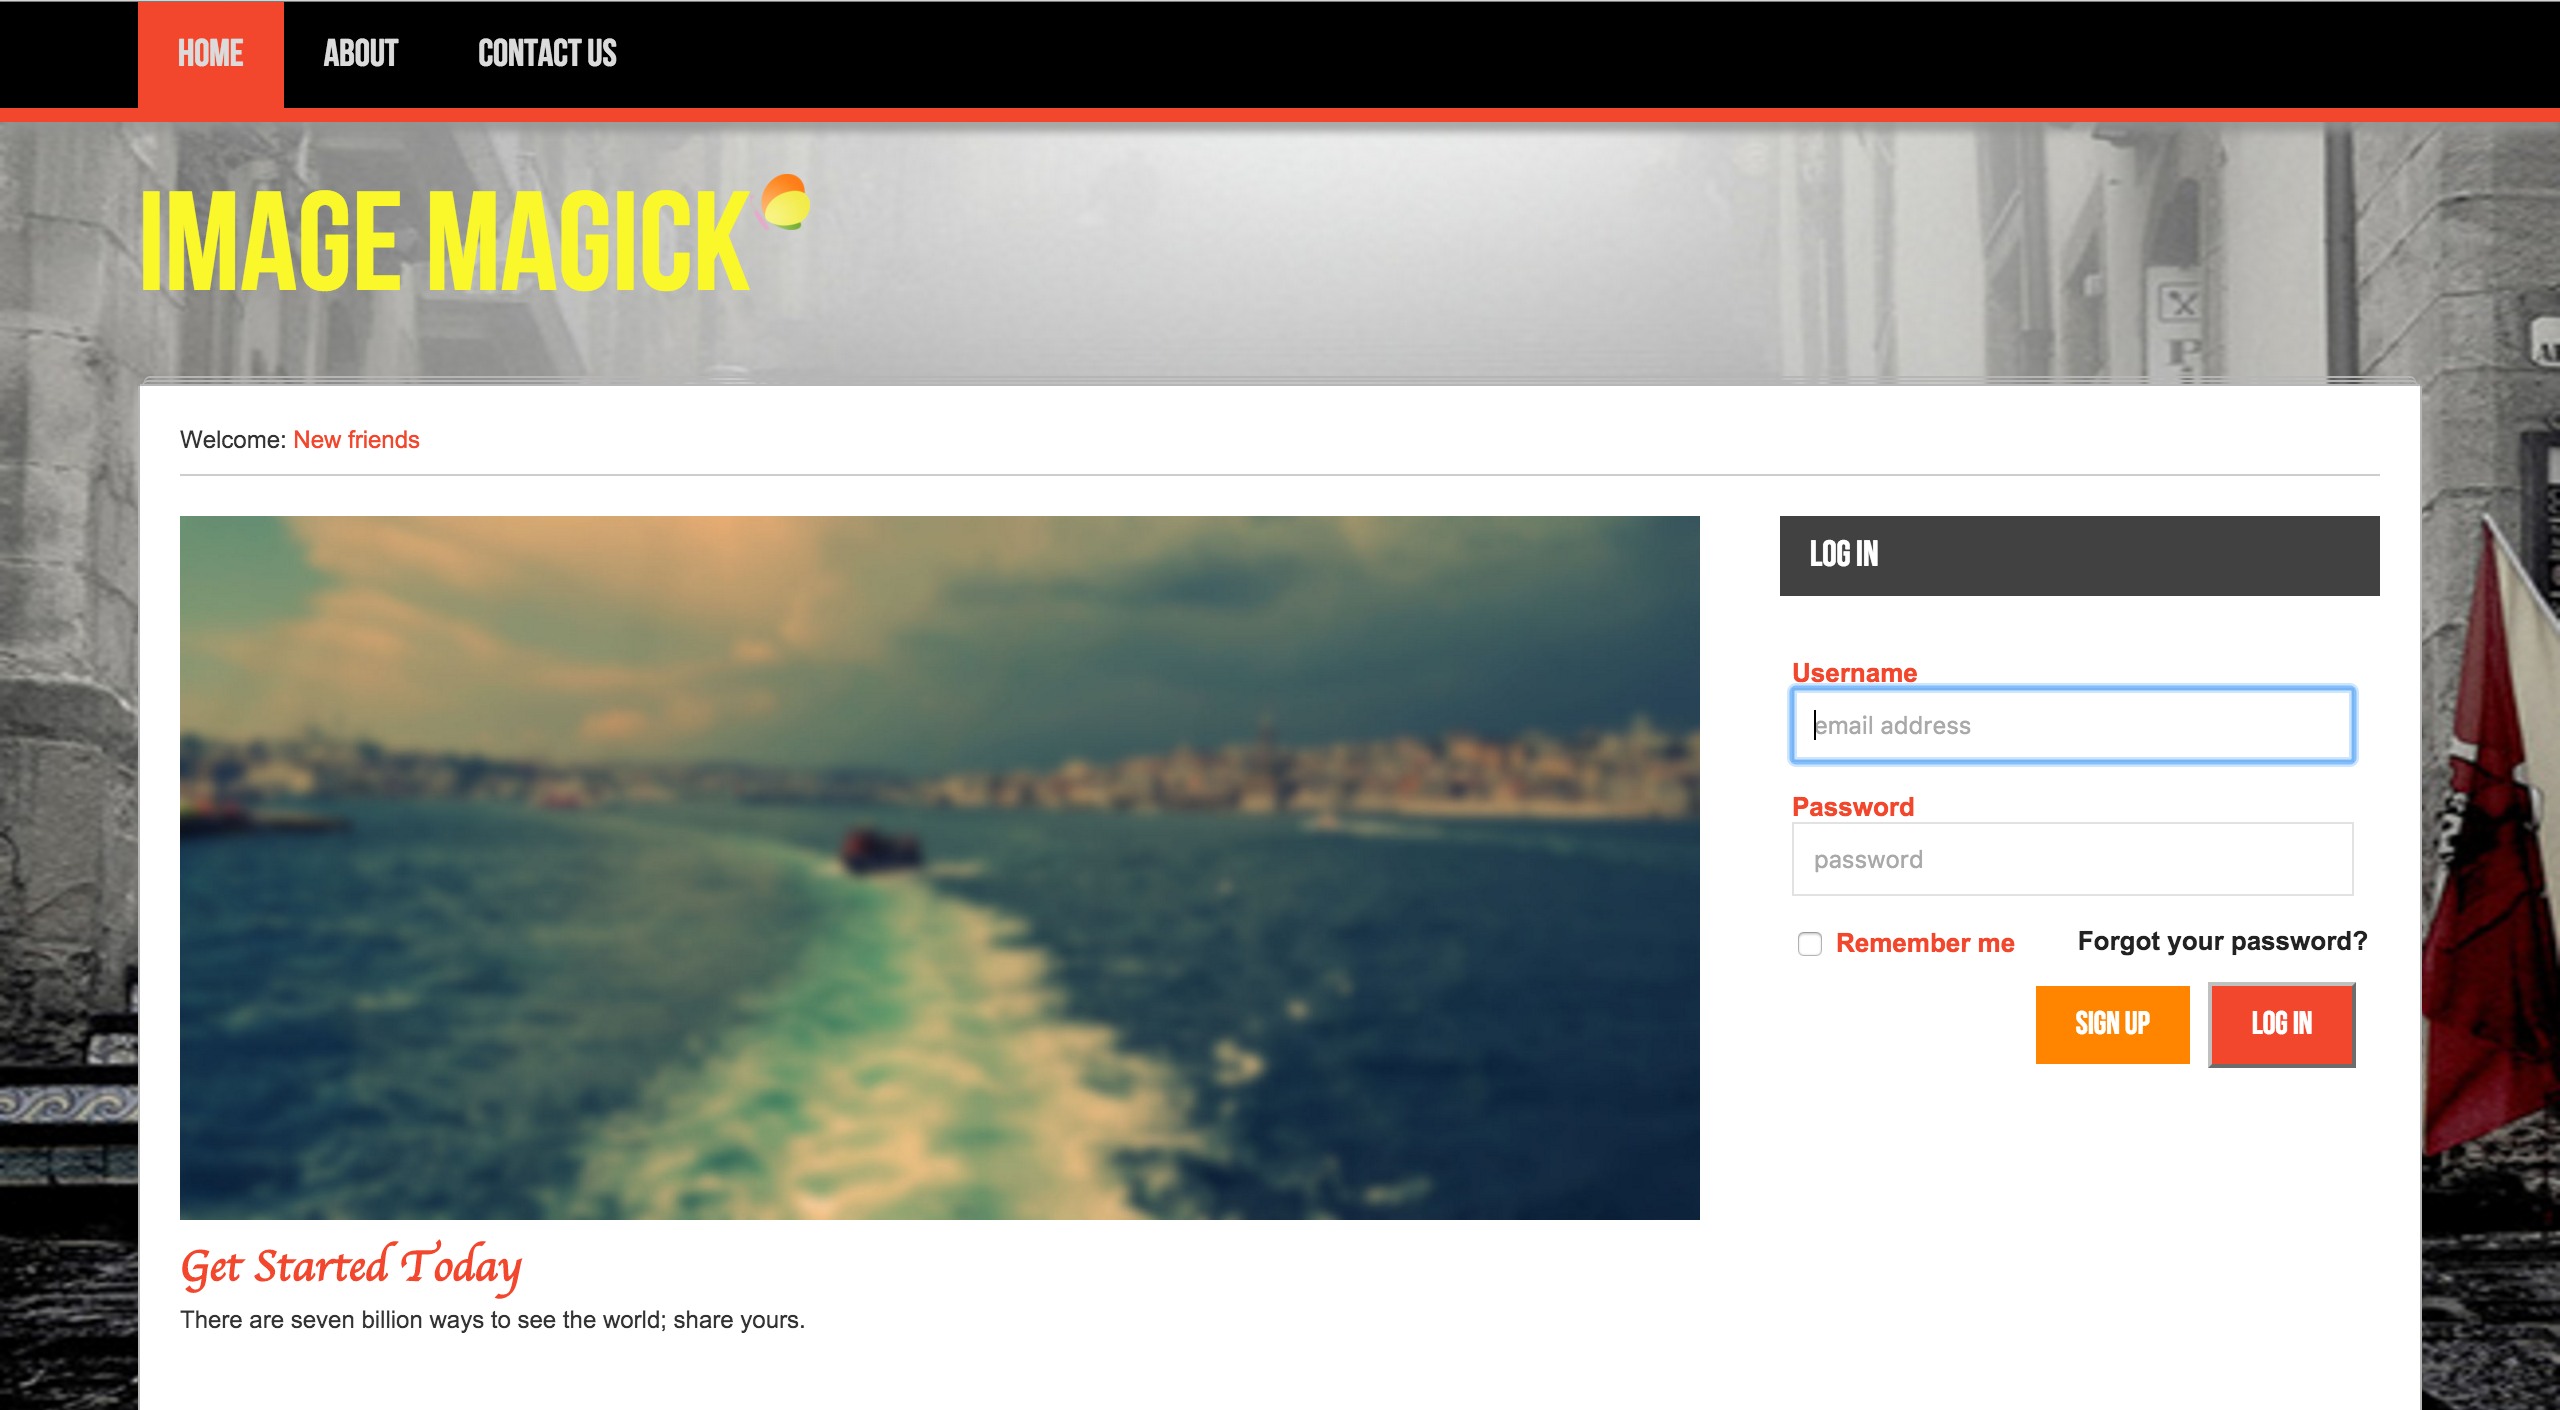 HOME ABOUT CONTACT US
IMAGE MAGICK
Welcome: New friends
LOG IN
Username
email address
Password
password
Remember me Forgot your password?
SIGN UP LOG IN
Get Started Today
There are seven billion ways to see the world; share yours.